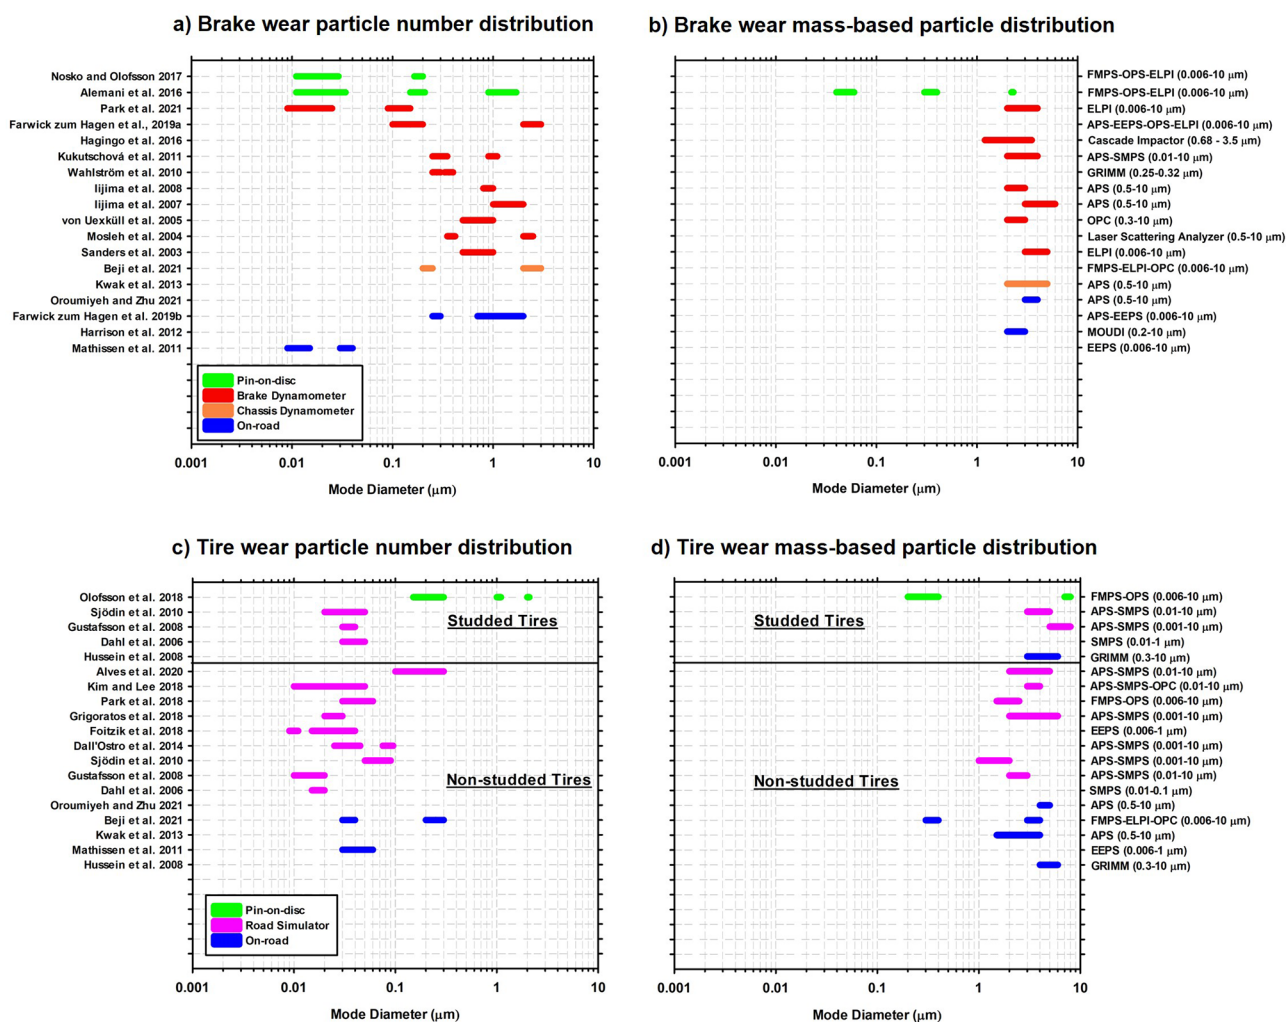 a) Brake wear particle number distribution
Nosko and Olofsson 2017
Alemani et al. 2016
Park et al. 2021
Farwick zum Hagen et al., 2019a
Hagingo et al. 2016
Kukutschová et al. 2011
Wahlström et al. 2010
Iijima et al. 2008
Iijima et al. 2007
von Uexküll et al. 2005
Mosleh et al. 2004
Sanders et al. 2003
Beji et al. 2021
Kwak et al. 2013
Oroumiyeh and Zhu 2021
Farwick zum Hagen et al. 2019b
Harrison et al. 2012
Mathissen et al. 2011
Pin-on-disc
Brake Dynamometer
Chassis Dynamometer
On-road
0.001 0.01 0.1 1 10
Mode Diameter (μm)
b) Brake wear mass-based particle distribution
FMPS-OPS-ELPI (0.006-10 μm)
FMPS-OPS-ELPI (0.006-10 μm)
ELPI (0.006-10 μm)
APS-EEPS-OPS-ELPI (0.006-10 μm)
Cascade Impactor (0.68 - 3.5 μm)
APS-SMPS (0.01-10 μm)
GRIMM (0.25-0.32 μm)
APS (0.5-10 μm)
APS (0.5-10 μm)
OPC (0.3-10 μm)
Laser Scattering Analyzer (0.5-10 μm)
ELPI (0.006-10 μm)
FMPS-ELPI-OPC (0.006-10 μm)
APS (0.5-10 μm)
APS (0.5-10 μm)
APS-EEPS (0.006-10 μm)
MOUDI (0.2-10 μm)
EEPS (0.006-10 μm)
0.001 0.01 0.1 1 10
Mode Diameter (μm)
c) Tire wear particle number distribution
Olofsson et al. 2018
Sjödin et al. 2010
Gustafsson et al. 2008
Dahl et al. 2006
Hussein et al. 2008
Alves et al. 2020
Kim and Lee 2018
Park et al. 2018
Grigoratos et al. 2018
Foitzik et al. 2018
Dall'Ostro et al. 2014
Sjödin et al. 2010
Gustafsson et al. 2008
Dahl et al. 2006
Oroumiyeh and Zhu 2021
Beji et al. 2021
Kwak et al. 2013
Mathissen et al. 2011
Hussein et al. 2008
Studded Tires
Non-studded Tires
Pin-on-disc
Road Simulator
On-road
0.001 0.01 0.1 1 10
Mode Diameter (μm)
d) Tire wear mass-based particle distribution
Studded Tires
Non-studded Tires
FMPS-OPS (0.006-10 μm)
APS-SMPS (0.01-10 μm)
APS-SMPS (0.001-10 μm)
SMPS (0.01-1 μm)
GRIMM (0.3-10 μm)
APS-SMPS (0.01-10 μm)
APS-SMPS-OPC (0.01-10 μm)
FMPS-OPS (0.006-10 μm)
APS-SMPS (0.001-10 μm)
EEPS (0.006-1 μm)
APS-SMPS (0.001-10 μm)
APS-SMPS (0.001-10 μm)
APS-SMPS (0.01-10 μm)
SMPS (0.01-0.1 μm)
APS (0.5-10 μm)
FMPS-ELPI-OPC (0.006-10 μm)
APS (0.5-10 μm)
EEPS (0.006-1 μm)
GRIMM (0.3-10 μm)
0.001 0.01 0.1 1 10
Mode Diameter (μm)